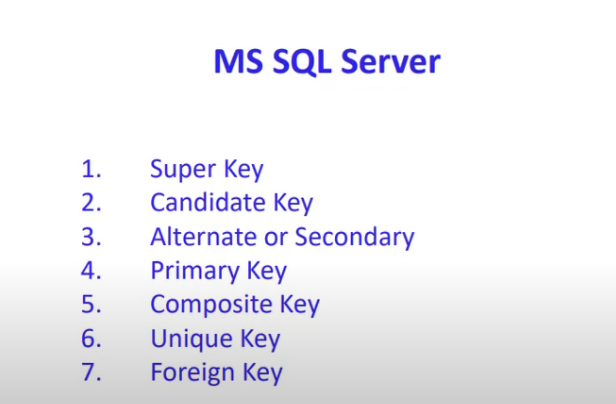 MS SQL Server
1. Super Key
2. Candidate Key
3. Alternate or Secondary
4. Primary Key
5. Composite Key
6. Unique Key
7. Foreign Key